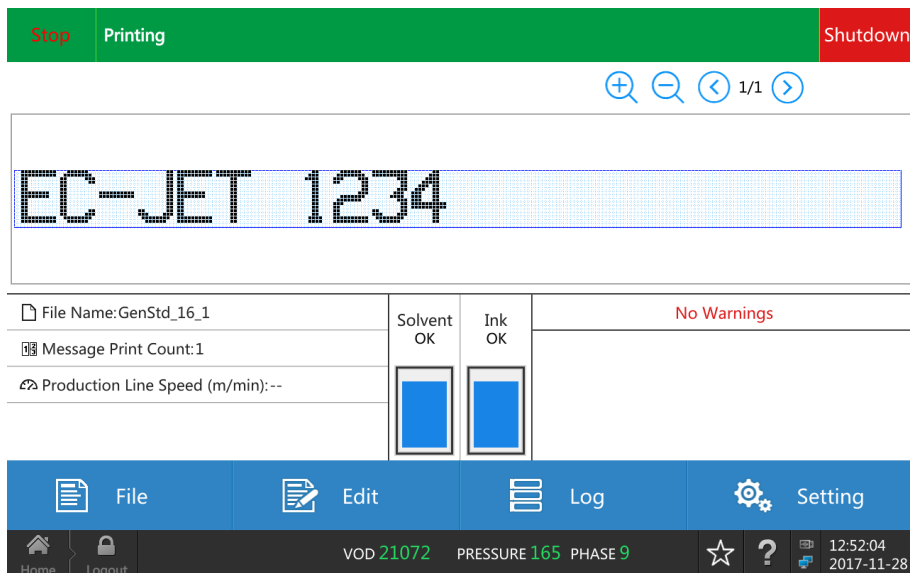 Stop Printing Shutdown
1/1
EC-JET 1234
File Name:GenStd_16_1
Message Print Count:1
Production Line Speed (m/min):--
Solvent
OK
Ink
OK
No Warnings
File Edit Log Setting
Home Logout VOD 21072 PRESSURE 165 PHASE 9 ? 12:52:04
2017-11-28